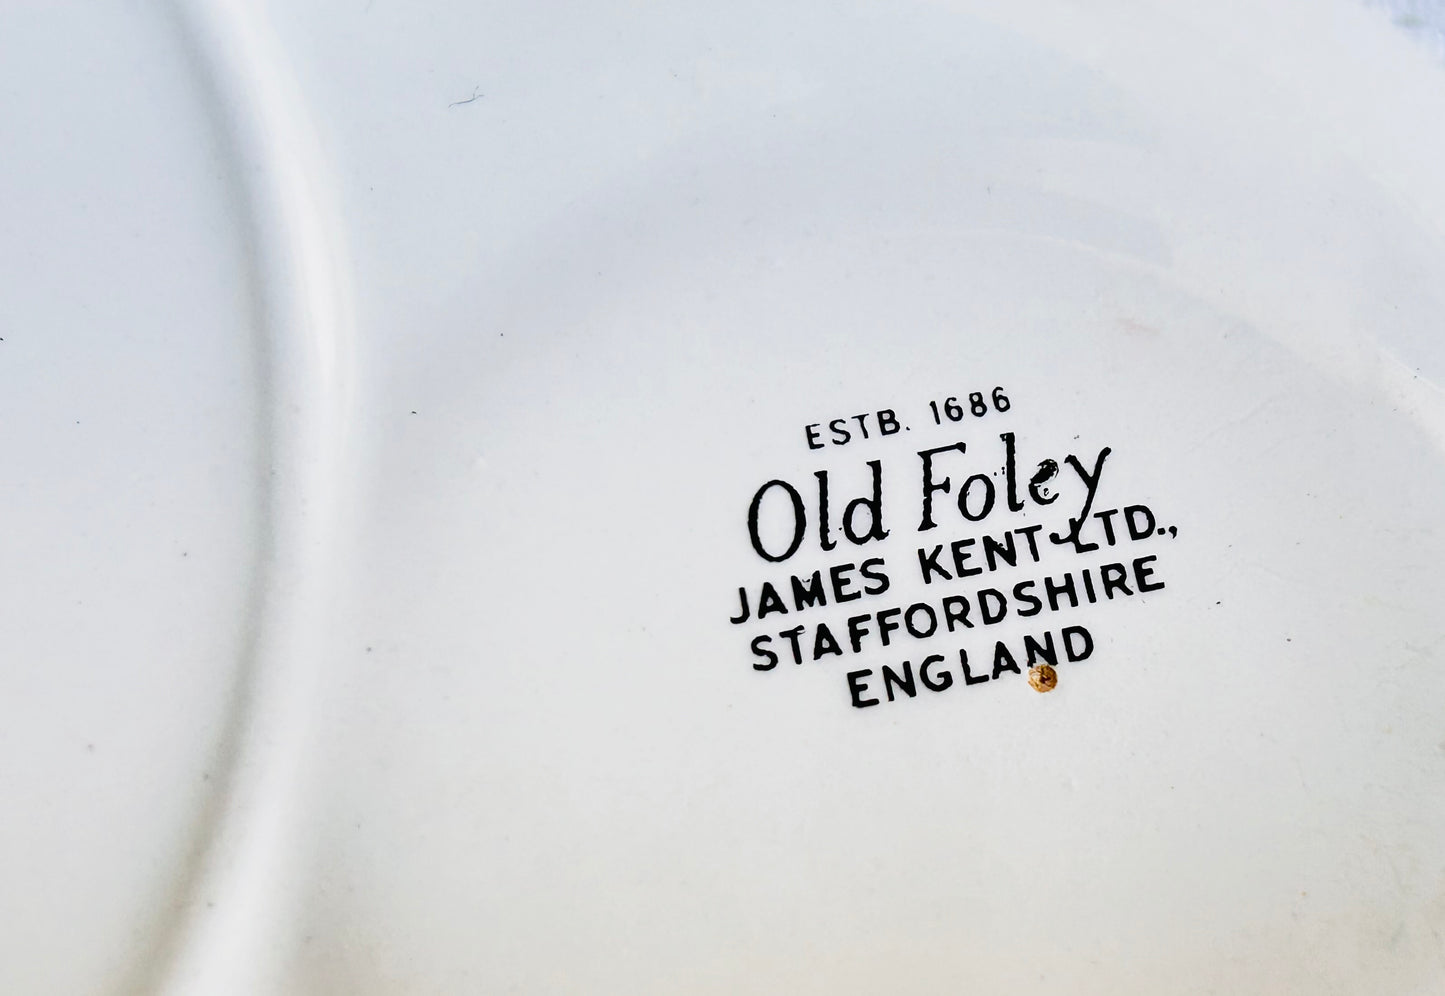 ESTB. 1686
Old Foley
JAMES KENT LTD.,
STAFFORDSHIRE
ENGLAND